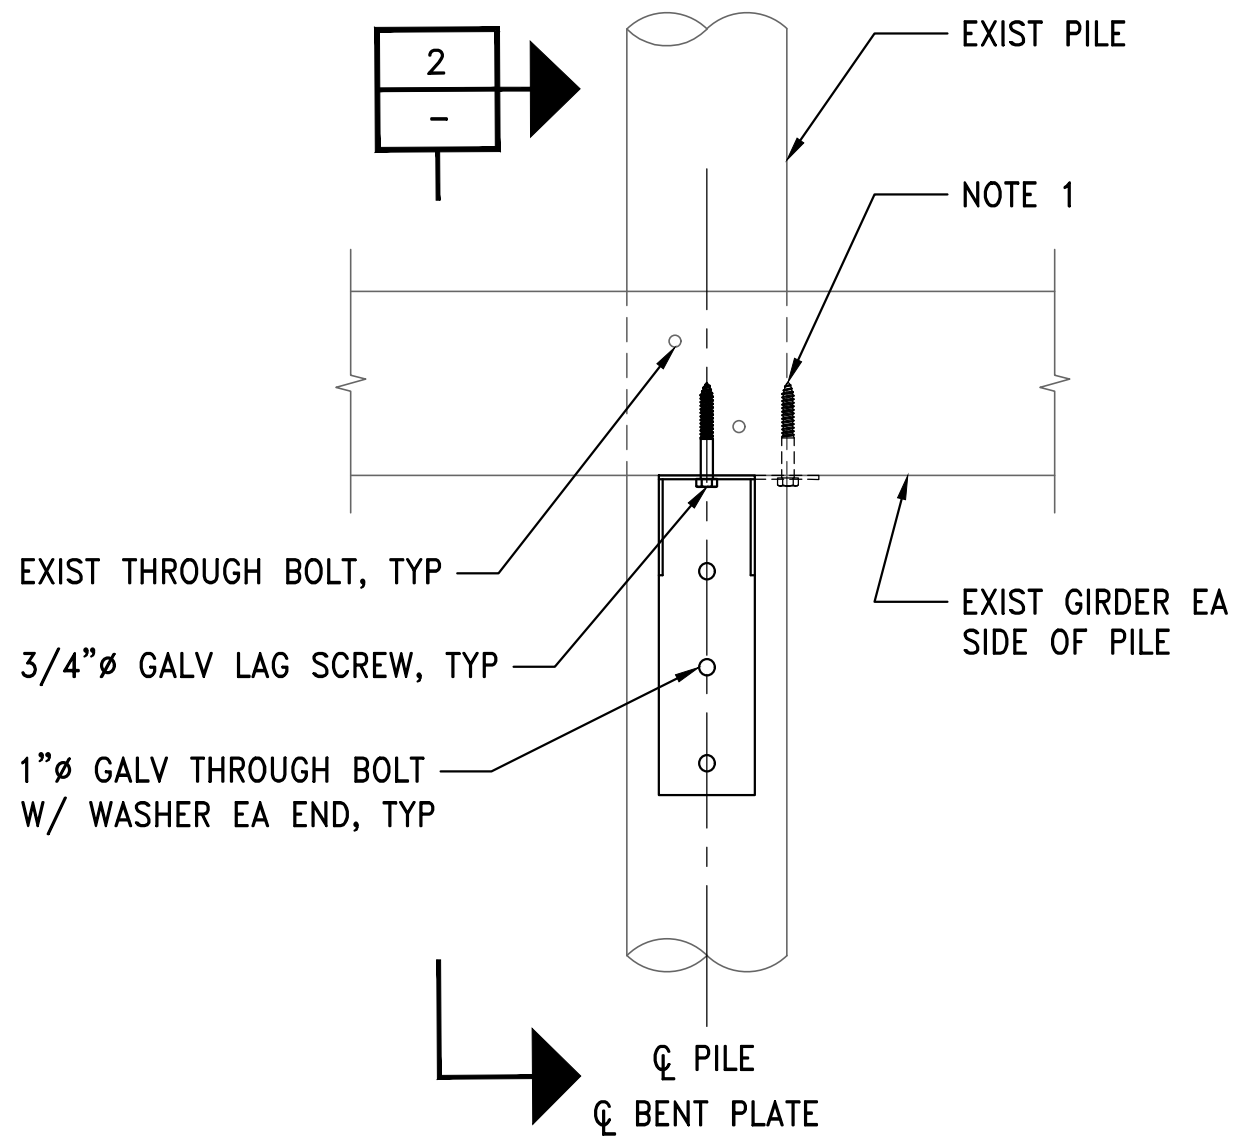 2
-
EXIST PILE
NOTE 1
EXIST THROUGH BOLT, TYP
3/4"ø GALV LAG SCREW, TYP
1"ø GALV THROUGH BOLT
W/ WASHER EA END, TYP
EXIST GIRDER EA
SIDE OF PILE
℄ PILE
℄ BENT PLATE